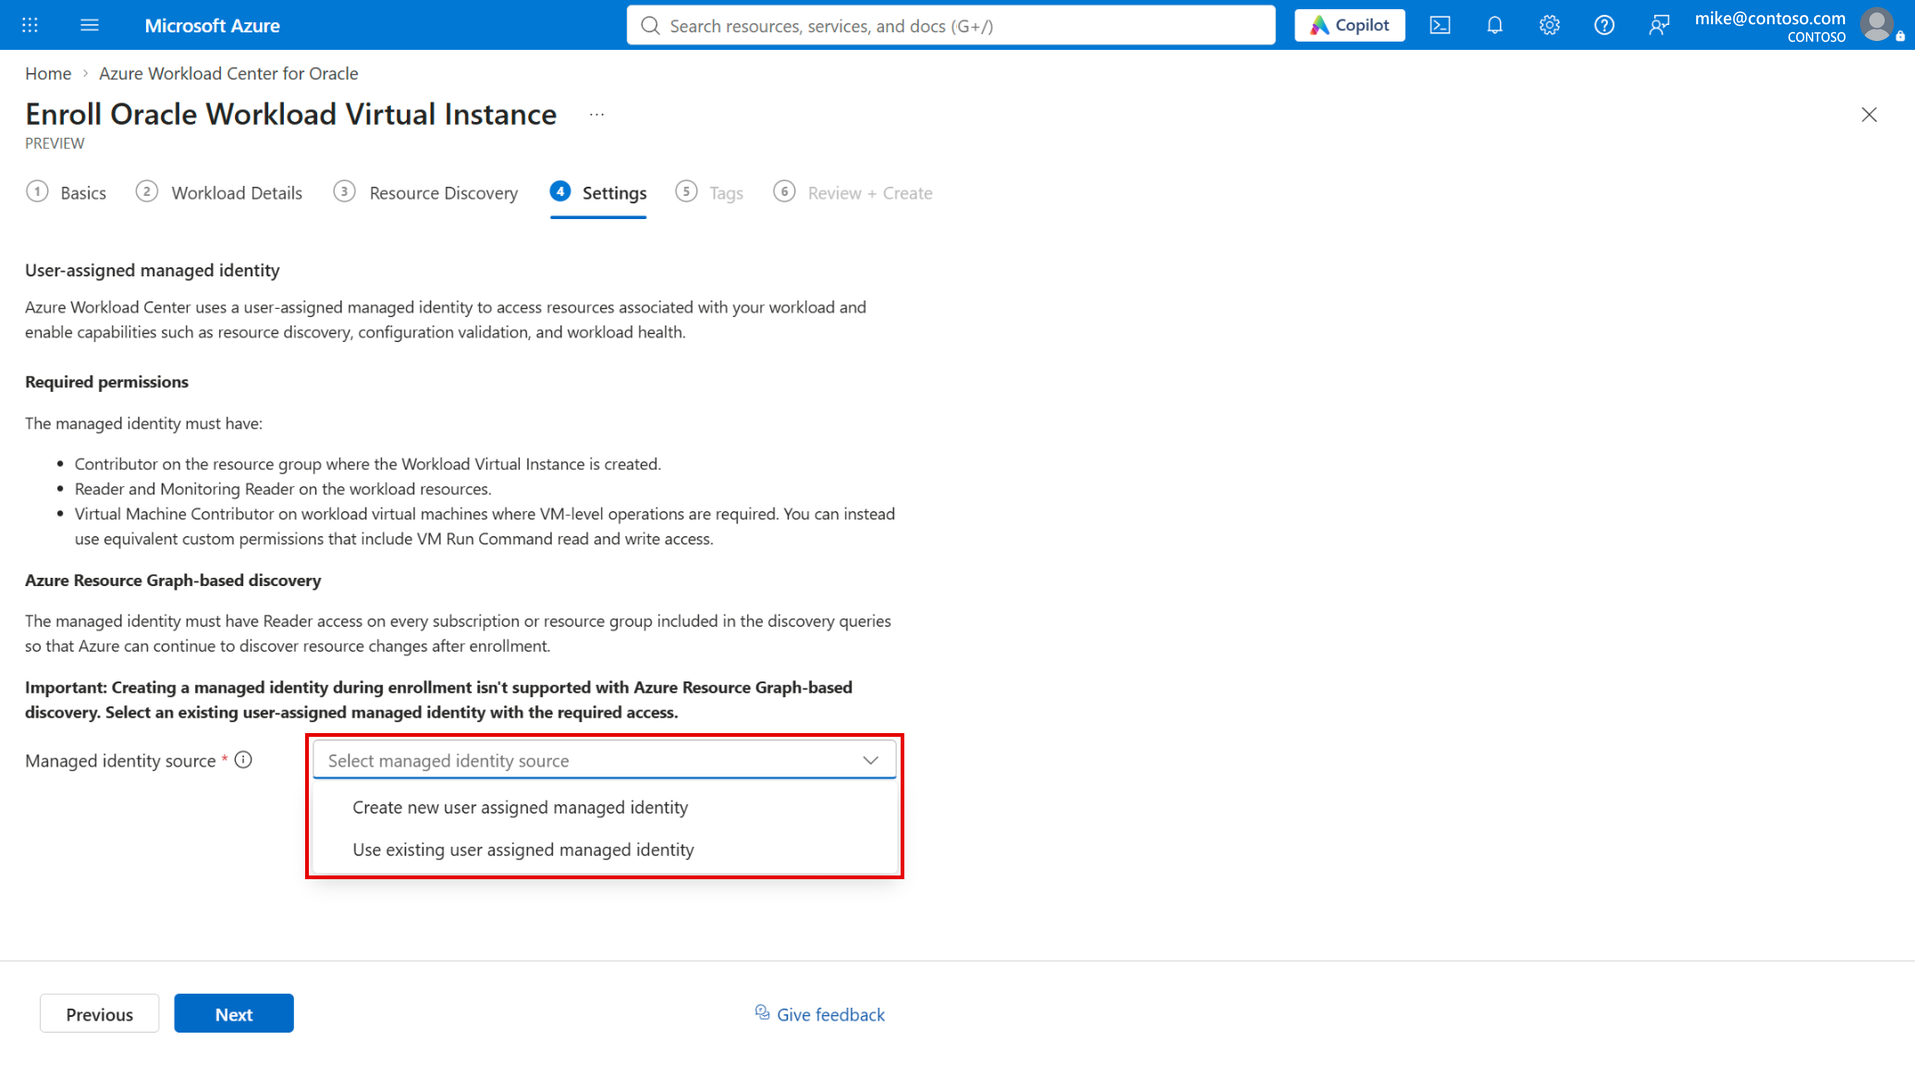 Microsoft Azure
Search resources, services, and docs (G+/)
Copilot
mike@contoso.com
CONTOSO
Home > Azure Workload Center for Oracle
Enroll Oracle Workload Virtual Instance ...
PREVIEW
1 Basics 2 Workload Details 3 Resource Discovery 4 Settings 5 Tags 6 Review + Create
User-assigned managed identity
Azure Workload Center uses a user-assigned managed identity to access resources associated with your workload and
enable capabilities such as resource discovery, configuration validation, and workload health.
Required permissions
The managed identity must have:
• Contributor on the resource group where the Workload Virtual Instance is created.
• Reader and Monitoring Reader on the workload resources.
• Virtual Machine Contributor on workload virtual machines where VM-level operations are required. You can instead
use equivalent custom permissions that include VM Run Command read and write access.
Azure Resource Graph-based discovery
The managed identity must have Reader access on every subscription or resource group included in the discovery queries
so that Azure can continue to discover resource changes after enrollment.
Important: Creating a managed identity during enrollment isn't supported with Azure Resource Graph-based
discovery. Select an existing user-assigned managed identity with the required access.
Managed identity source *
Select managed identity source
Create new user assigned managed identity
Use existing user assigned managed identity
Previous
Next
Give feedback